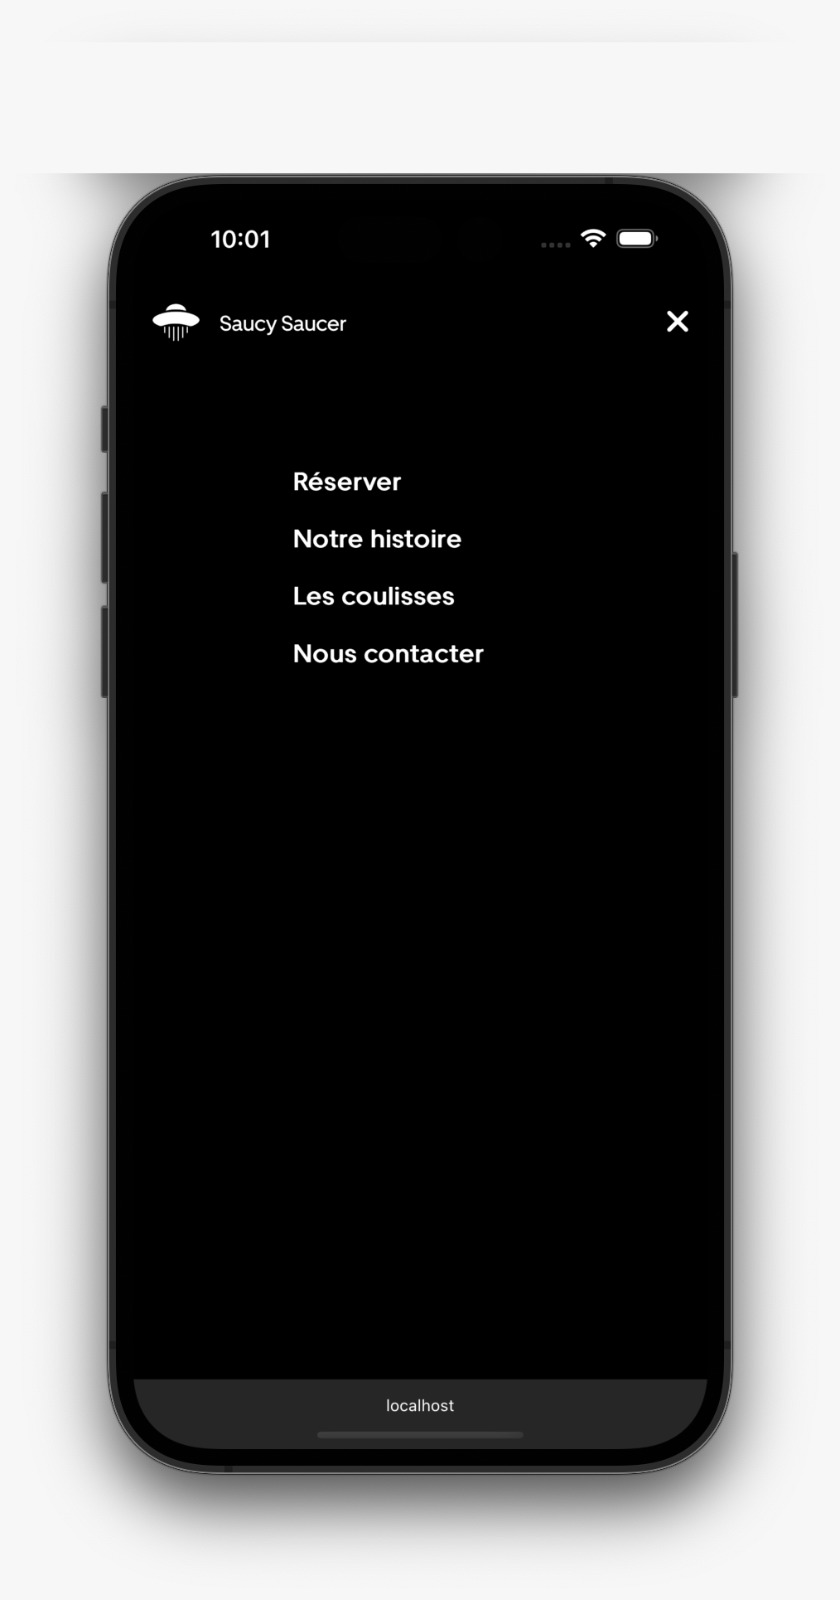 10:01
Saucy Saucer
Réserver
Notre histoire
Les coulisses
Nous contacter
localhost